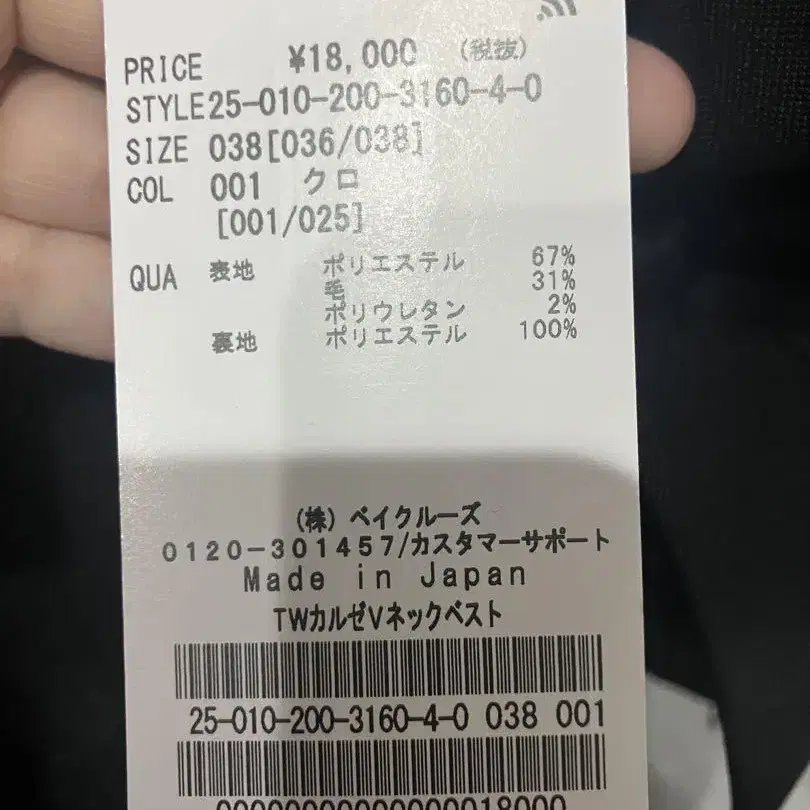 PRICE ¥18,000 (税抜)
STYLE25-010-200-3160-4-0
SIZE 038[036/038]
COL 001 クロ
[001/025]
QUA 表地 ポリエステル 67%
毛 31%
ポリウレタン 2%
裏地 ポリエステル 100%
(株) ベイクルーズ
0120-301457/カスタマーサポート
Made in Japan
TWカルゼVネックベスト
25-010-200-3160-4-0 038 001